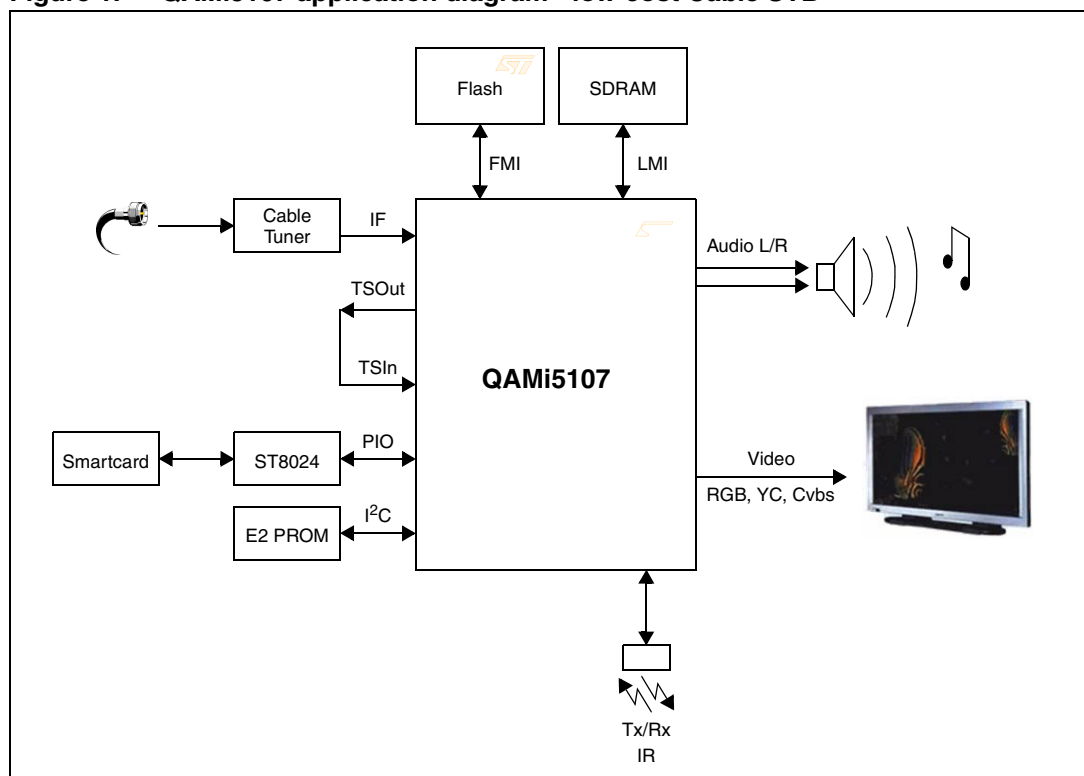 Flash
SDRAM
FMI
LMI
Cable
Tuner
IF
Audio L/R
TSOut
TSIn
QAMi5107
PIO
Smartcard
ST8024
Video
RGB, YC, Cvbs
I²C
E2 PROM
Tx/Rx
IR